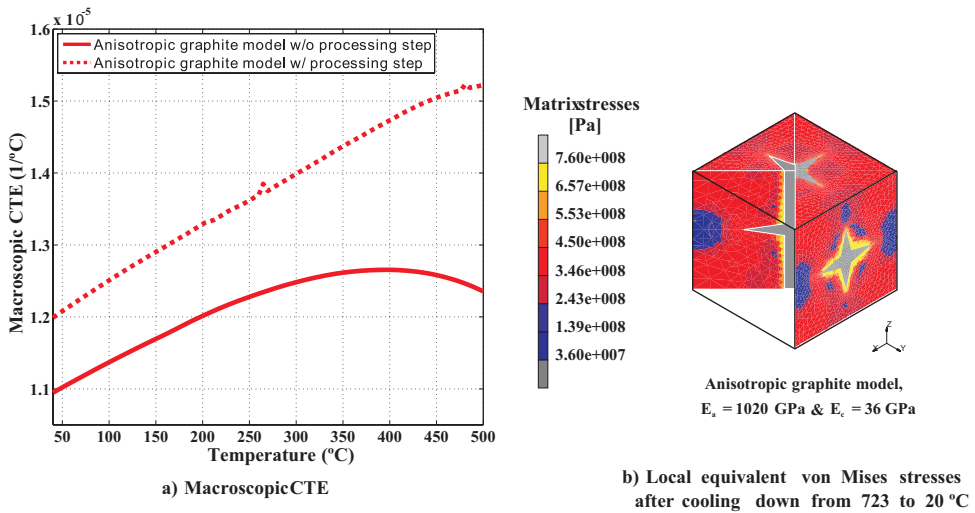 x 10⁻⁵
1.6
1.5
1.4
1.3
1.2
1.1
Macroscopic CTE (1/ºC)
Anisotropic graphite model w/o processing step
Anisotropic graphite model w/ processing step
50 100 150 200 250 300 350 400 450 500
Temperature (ºC)
a) MacroscopicCTE
Matrixstresses
[Pa]
7.60e+008
6.57e+008
5.53e+008
4.50e+008
3.46e+008
2.43e+008
1.39e+008
3.60e+007
Z
X Y
Anisotropic graphite model,
Eₐ = 1020 GPa & E꜀ = 36 GPa
b) Local equivalent von Mises stresses
after cooling down from 723 to 20 ºC